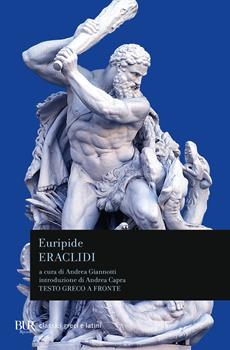 Euripide
ERACLIDI
a cura di Andrea Giannotti
introduzione di Andrea Capra
TESTO GRECO A FRONTE
BUR classici greci e latini